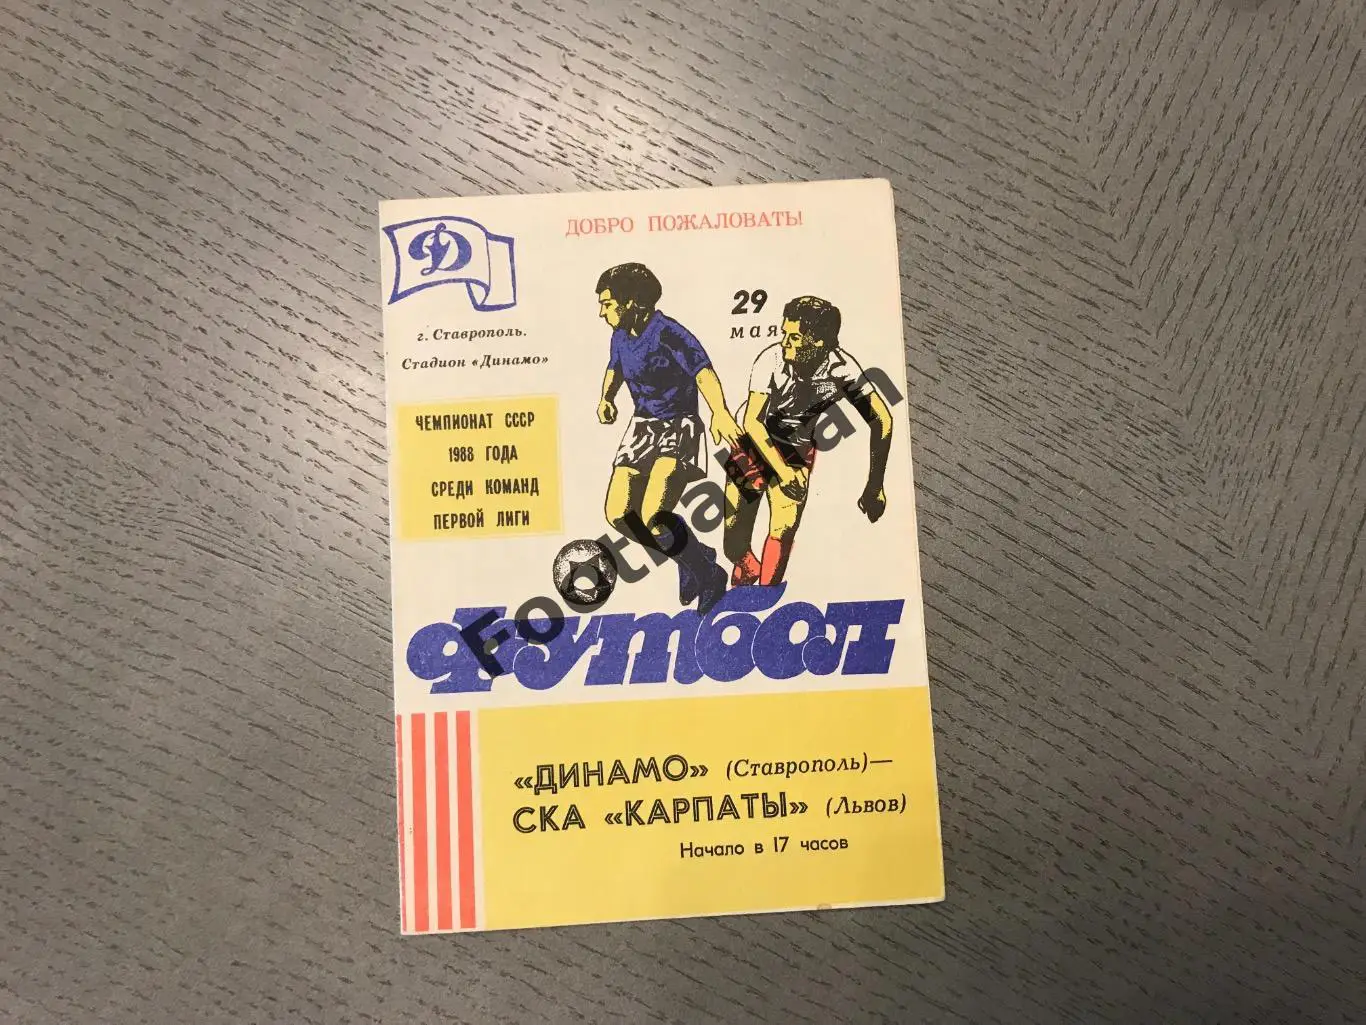 ДОБРО ПОЖАЛОВАТЬ!
Д
г. Ставрополь.
Стадион «Динамо»
29
мая
ЧЕМПИОНАТ СССР
1988 ГОДА
СРЕДИ КОМАНД
ПЕРВОЙ ЛИГИ
Footballfan
футбол
«ДИНАМО» (Ставрополь)—
СКА «КАРПАТЫ» (Львов)
Начало в 17 часов